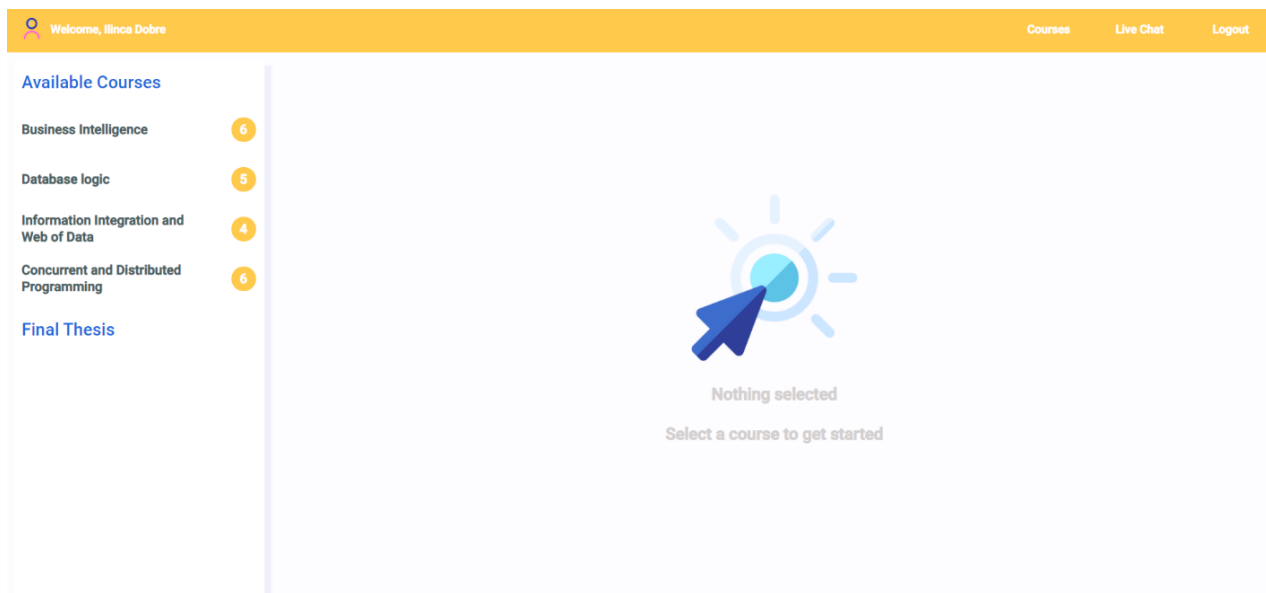 Welcome, Ilinca Dobre
Courses
Live Chat
Logout
Available Courses
Business Intelligence
6
Database logic
5
Information Integration and
Web of Data
4
Concurrent and Distributed
Programming
6
Final Thesis
Nothing selected
Select a course to get started